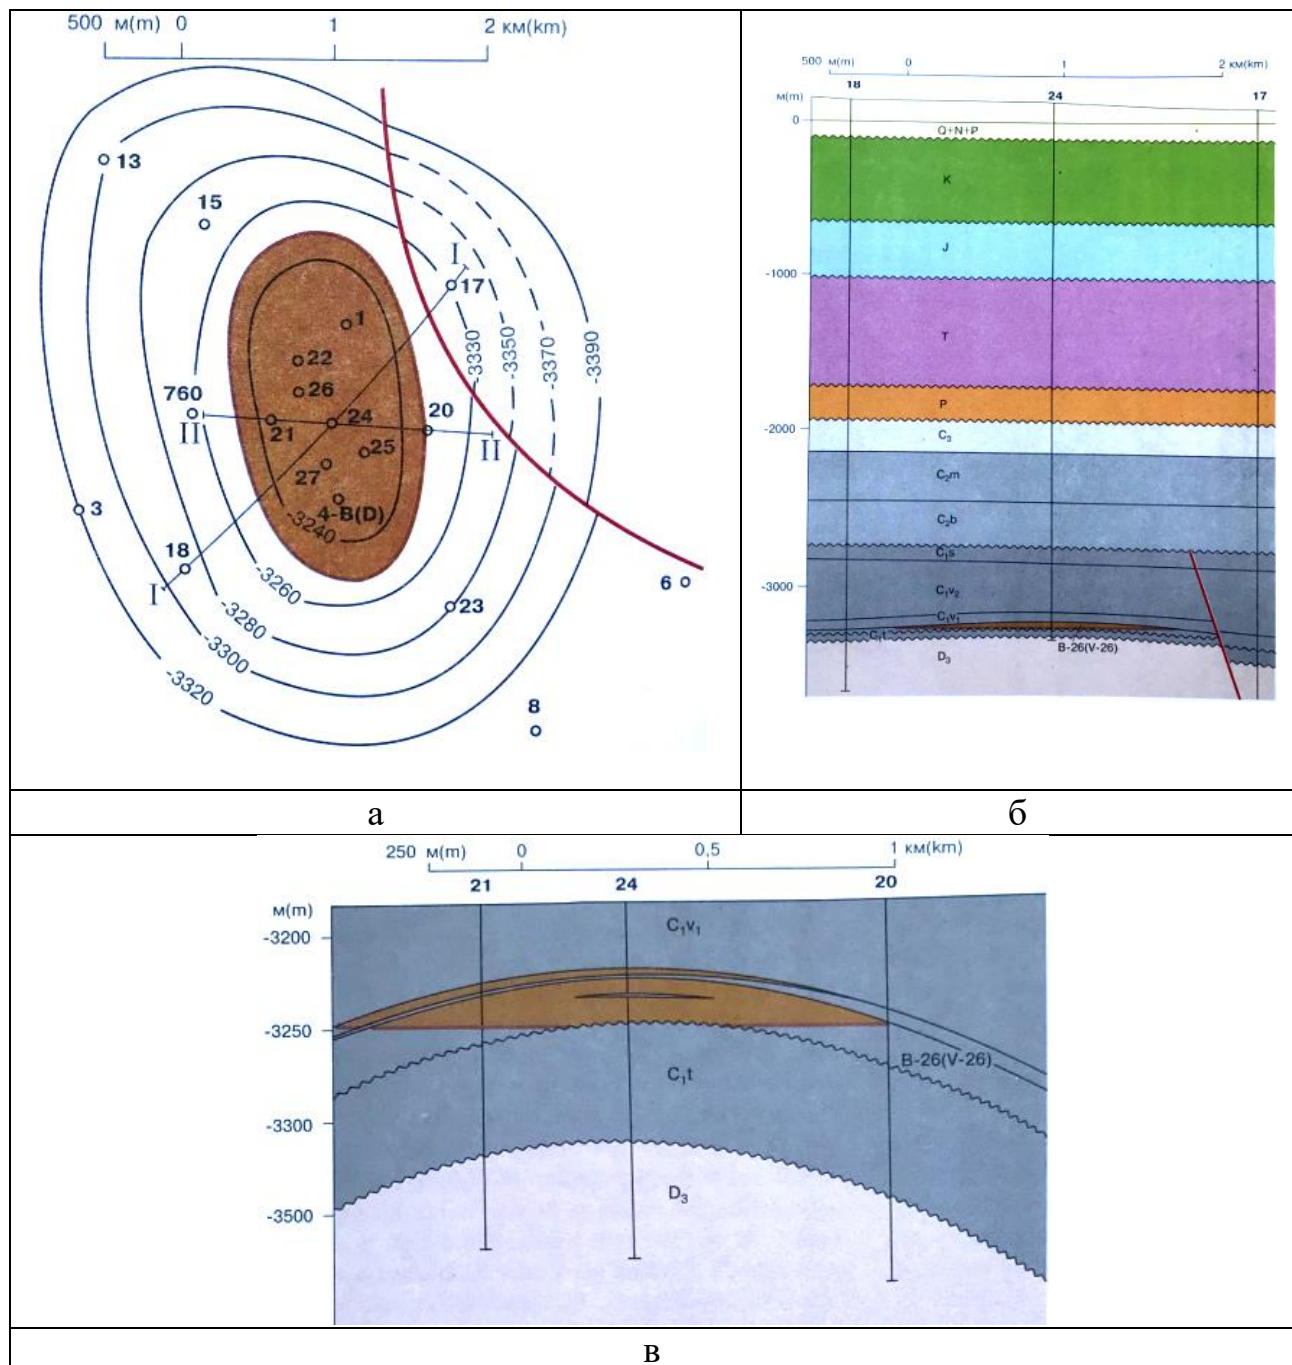 500 м(m) 0 1 2 км(km)
13
15
I
17
1
22
26
760
24
20
21
II
II
25
27
4-В(D)
-3240
3
18
I
6
23
8
-3260
-3280
-3300
-3320
-3330
-3350
-3370
-3390
а
500 м(m) 0 1 2 км(km)
18 24 17
м(m)
0
Q+N+P
K
J
-1000
T
P
-2000
C₃
C₂m
C₂b
C₁s
C₁v₂
-3000
C₁v₁
C₁t
В-26(V-26)
D₃
б
250 м(m) 0 0,5 1 км(km)
21 24 20
м(m)
-3200
C₁v₁
-3250
В-26(V-26)
C₁t
-3300
D₃
-3500
в